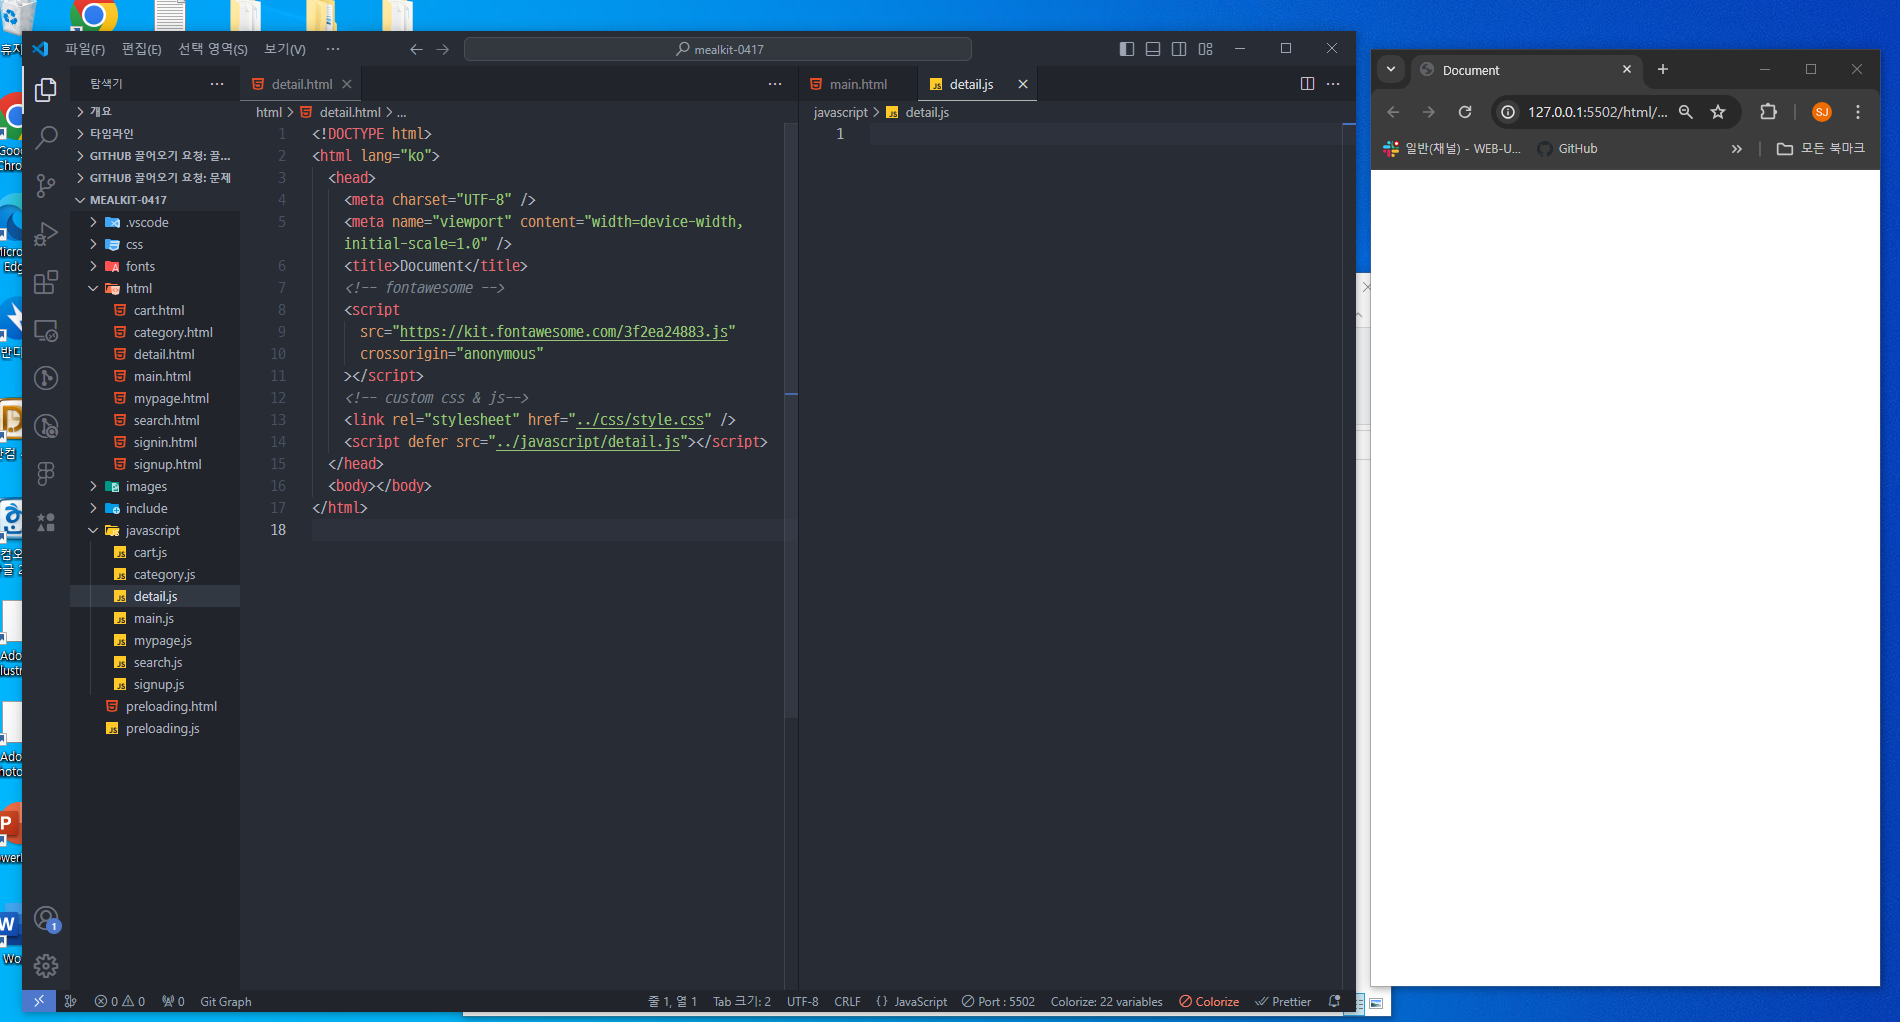 파일(F) 편집(E) 선택 영역(S) 보기(V) ···
mealkit-0417
탐색기 ···
개요
타임라인
GITHUB 끌어오기 요청: 끌...
GITHUB 끌어오기 요청: 문제
MEALKIT-0417
.vscode
css
fonts
html
cart.html
category.html
detail.html
main.html
mypage.html
search.html
signin.html
signup.html
images
include
javascript
cart.js
category.js
detail.js
main.js
mypage.js
search.js
signup.js
preloading.html
preloading.js
detail.html
html > detail.html > ...
1 <!DOCTYPE html>
2 <html lang="ko">
3 <head>
4 <meta charset="UTF-8" />
5 <meta name="viewport" content="width=device-width,
initial-scale=1.0" />
6 <title>Document</title>
7 <!-- fontawesome -->
8 <script
9 src="https://kit.fontawesome.com/3f2ea24883.js"
10 crossorigin="anonymous"
11 ></script>
12 <!-- custom css & js-->
13 <link rel="stylesheet" href="../css/style.css" />
14 <script defer src="../javascript/detail.js"></script>
15 </head>
16 <body></body>
17 </html>
18
main.html detail.js
javascript > detail.js
1
1
0 0 0 Git Graph
줄 1, 열 1 Tab 크기: 2 UTF-8 CRLF {} JavaScript Port : 5502 Colorize: 22 variables Colorize Prettier
Document
127.0.0.1:5502/html/...
SJ
일반(채널) - WEB-U... GitHub » 모든 북마크